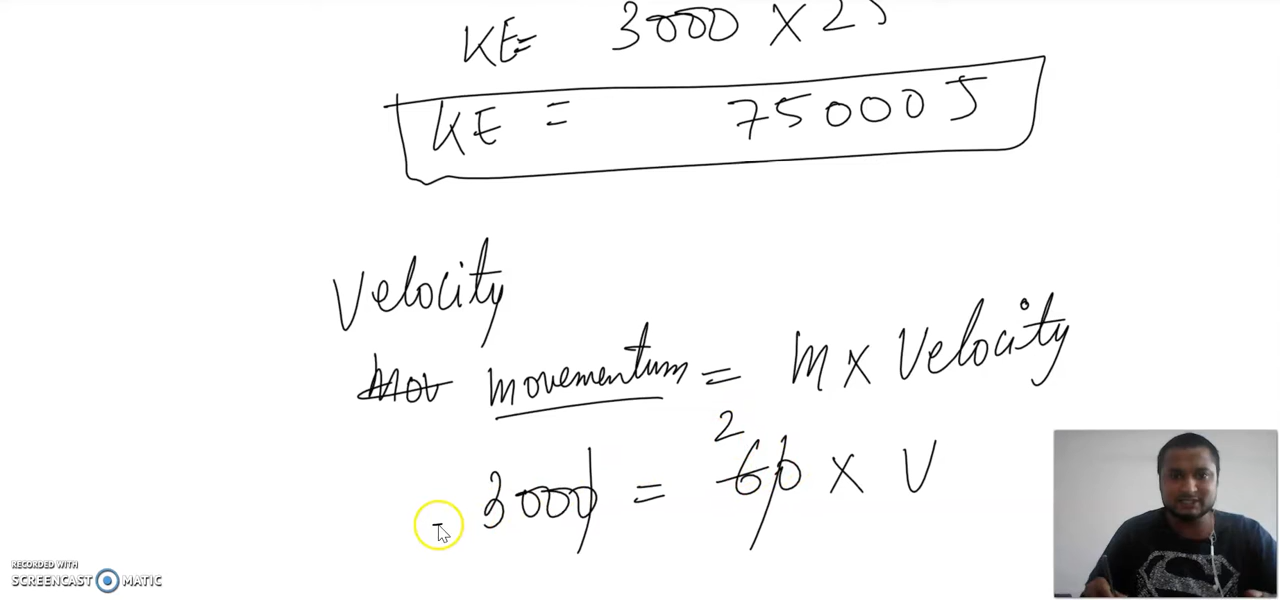 KE= 3000 X 25
KE = 75000 J
Velocity
Mov movementum = m X Velocity
2
3000 = 60 X V
RECORDED WITH
SCREENCAST MATIC